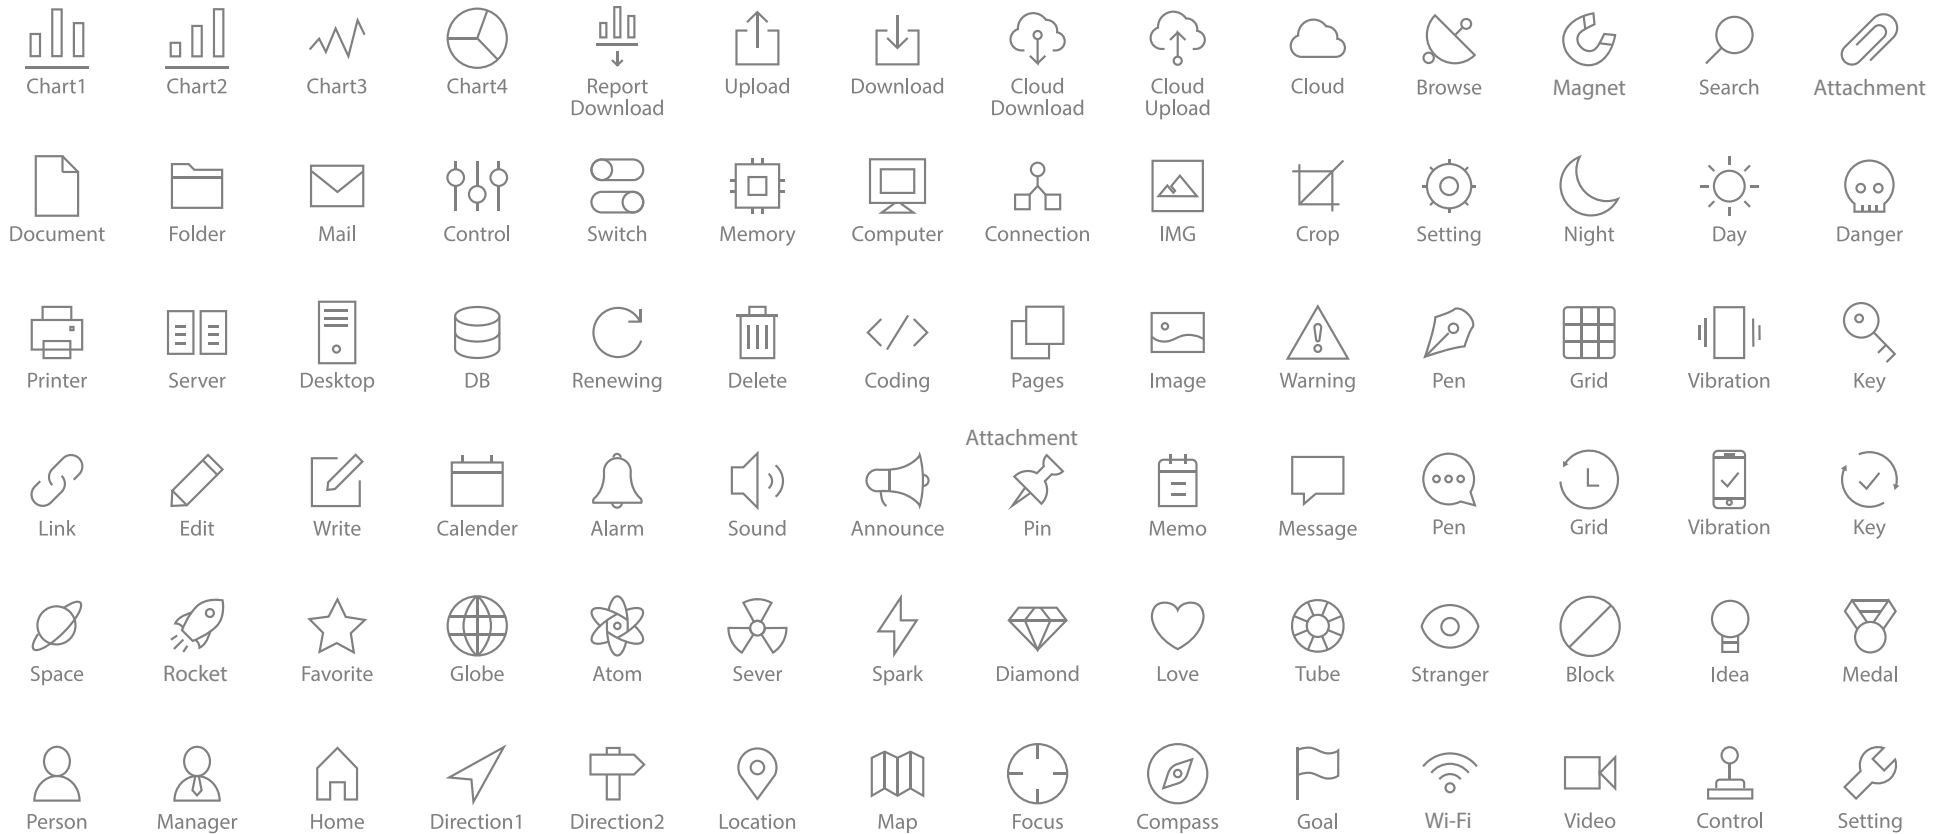 Chart1 Chart2 Chart3 Chart4 Report Download Upload Download Cloud Download Cloud Upload Cloud Browse Magnet Search Attachment
Document Folder Mail Control Switch Memory Computer Connection IMG Crop Setting Night Day Danger
Printer Server Desktop DB Renewing Delete Coding Pages Image Warning Pen Grid Vibration Key
Attachment
Link Edit Write Calender Alarm Sound Announce Pin Memo Message Pen Grid Vibration Key
Space Rocket Favorite Globe Atom Sever Spark Diamond Love Tube Stranger Block Idea Medal
Person Manager Home Direction1 Direction2 Location Map Focus Compass Goal Wi-Fi Video Control Setting